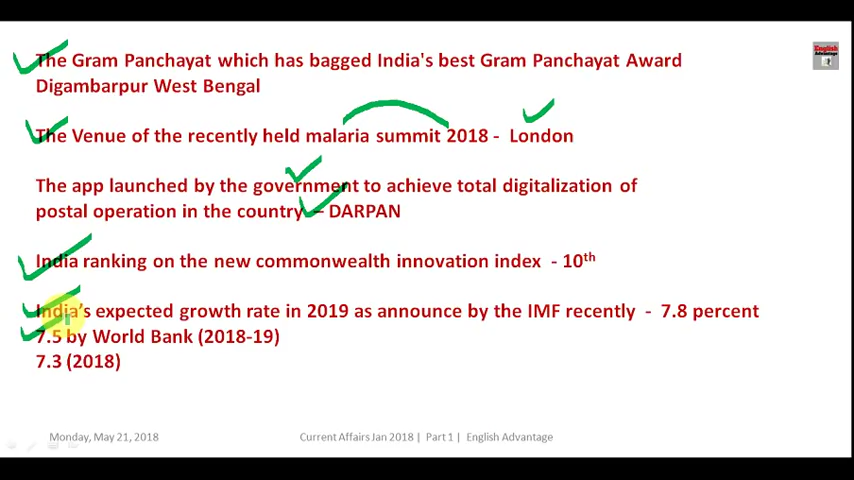 English
Advantage
The Gram Panchayat which has bagged India's best Gram Panchayat Award
Digambarpur West Bengal
The Venue of the recently held malaria summit 2018 - London
The app launched by the government to achieve total digitalization of
postal operation in the country – DARPAN
India ranking on the new commonwealth innovation index - 10th
India's expected growth rate in 2019 as announce by the IMF recently - 7.8 percent
7.5 by World Bank (2018-19)
7.3 (2018)
Monday, May 21, 2018
Current Affairs Jan 2018 | Part 1 | English Advantage